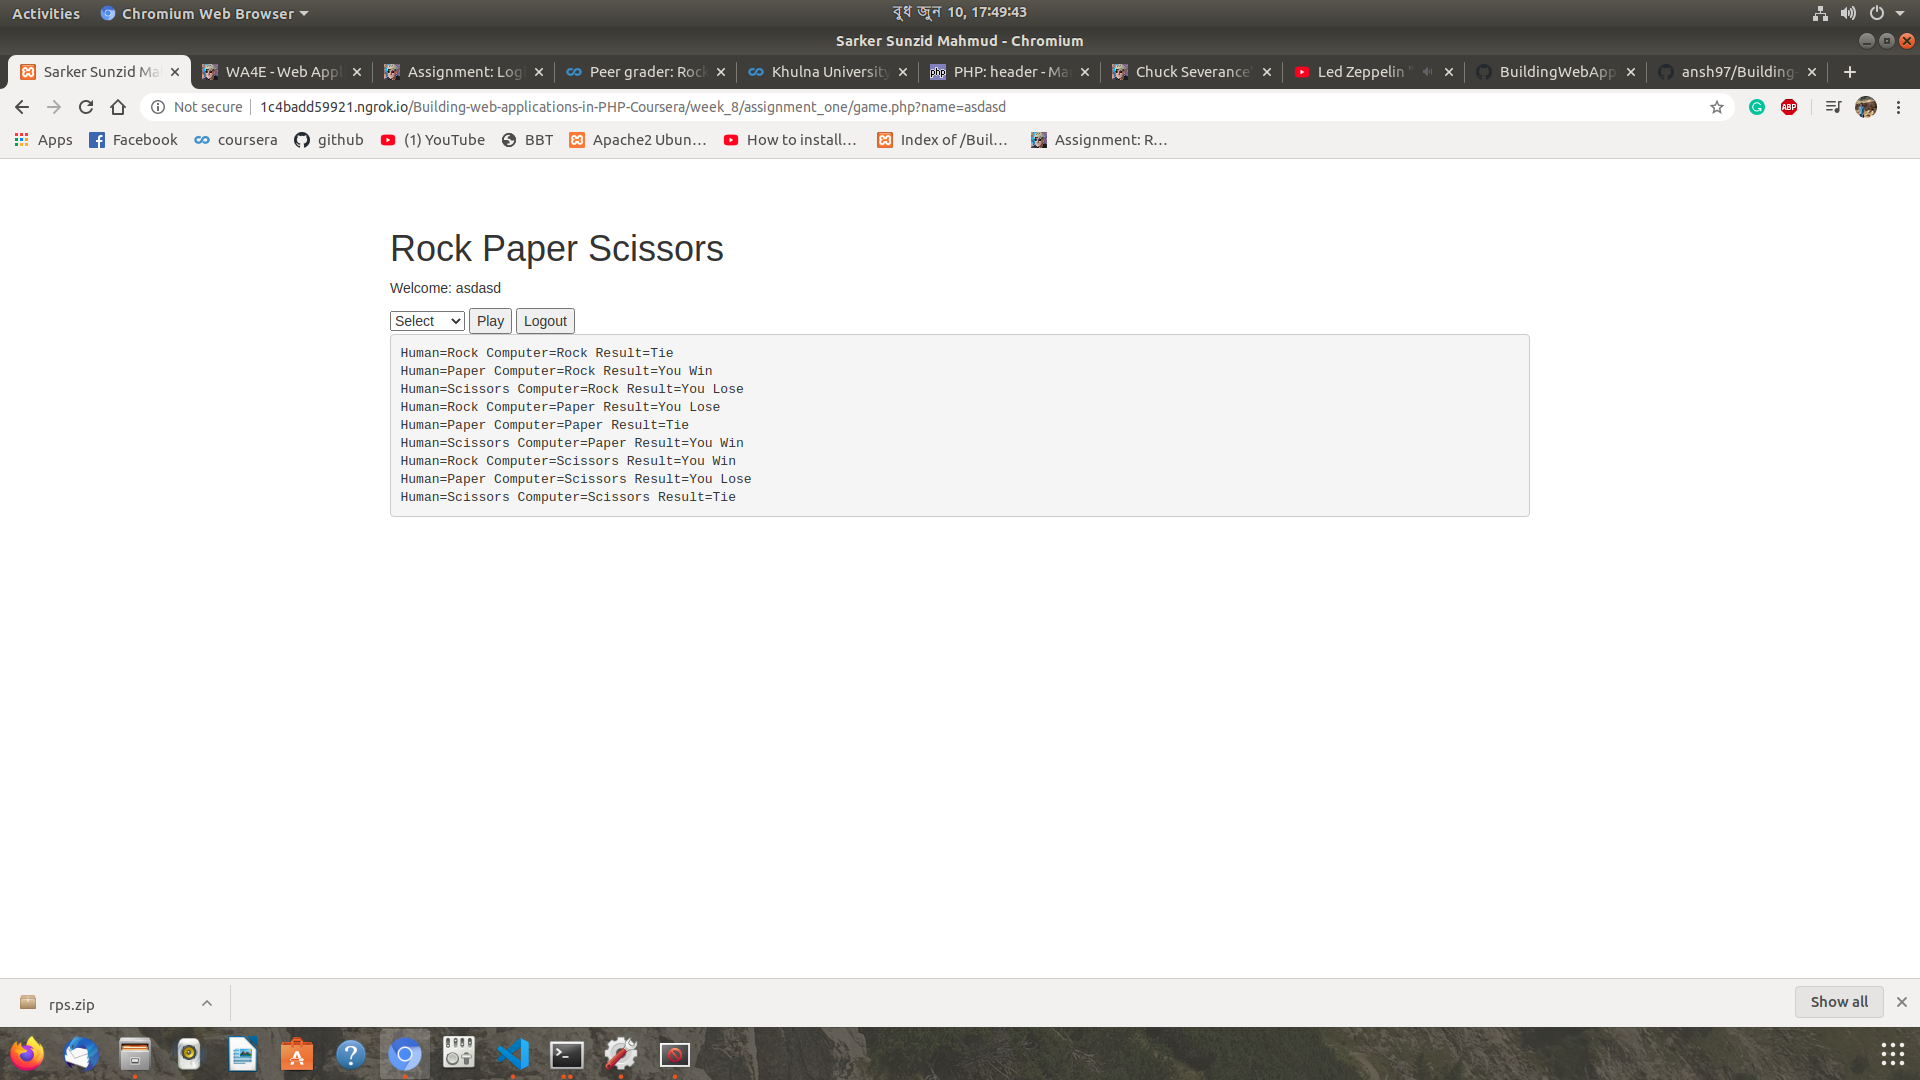 Activities
Chromium Web Browser
বুধ জুন 10, 17:49:43
Sarker Sunzid Mahmud - Chromium
Sarker Sunzid Ma
WA4E - Web Appl
Assignment: Log
Peer grader: Rock
Khulna University
PHP: header - Ma
Chuck Severance'
Led Zeppelin "
BuildingWebApp
ansh97/Building-
Not secure
1c4badd59921.ngrok.io/Building-web-applications-in-PHP-Coursera/week_8/assignment_one/game.php?name=asdasd
Apps
Facebook
coursera
github
(1) YouTube
BBT
Apache2 Ubun...
How to install...
Index of /Buil...
Assignment: R...
Rock Paper Scissors
Welcome: asdasd
Select
Play
Logout
Human=Rock Computer=Rock Result=Tie
Human=Paper Computer=Rock Result=You Win
Human=Scissors Computer=Rock Result=You Lose
Human=Rock Computer=Paper Result=You Lose
Human=Paper Computer=Paper Result=Tie
Human=Scissors Computer=Paper Result=You Win
Human=Rock Computer=Scissors Result=You Win
Human=Paper Computer=Scissors Result=You Lose
Human=Scissors Computer=Scissors Result=Tie
rps.zip
Show all